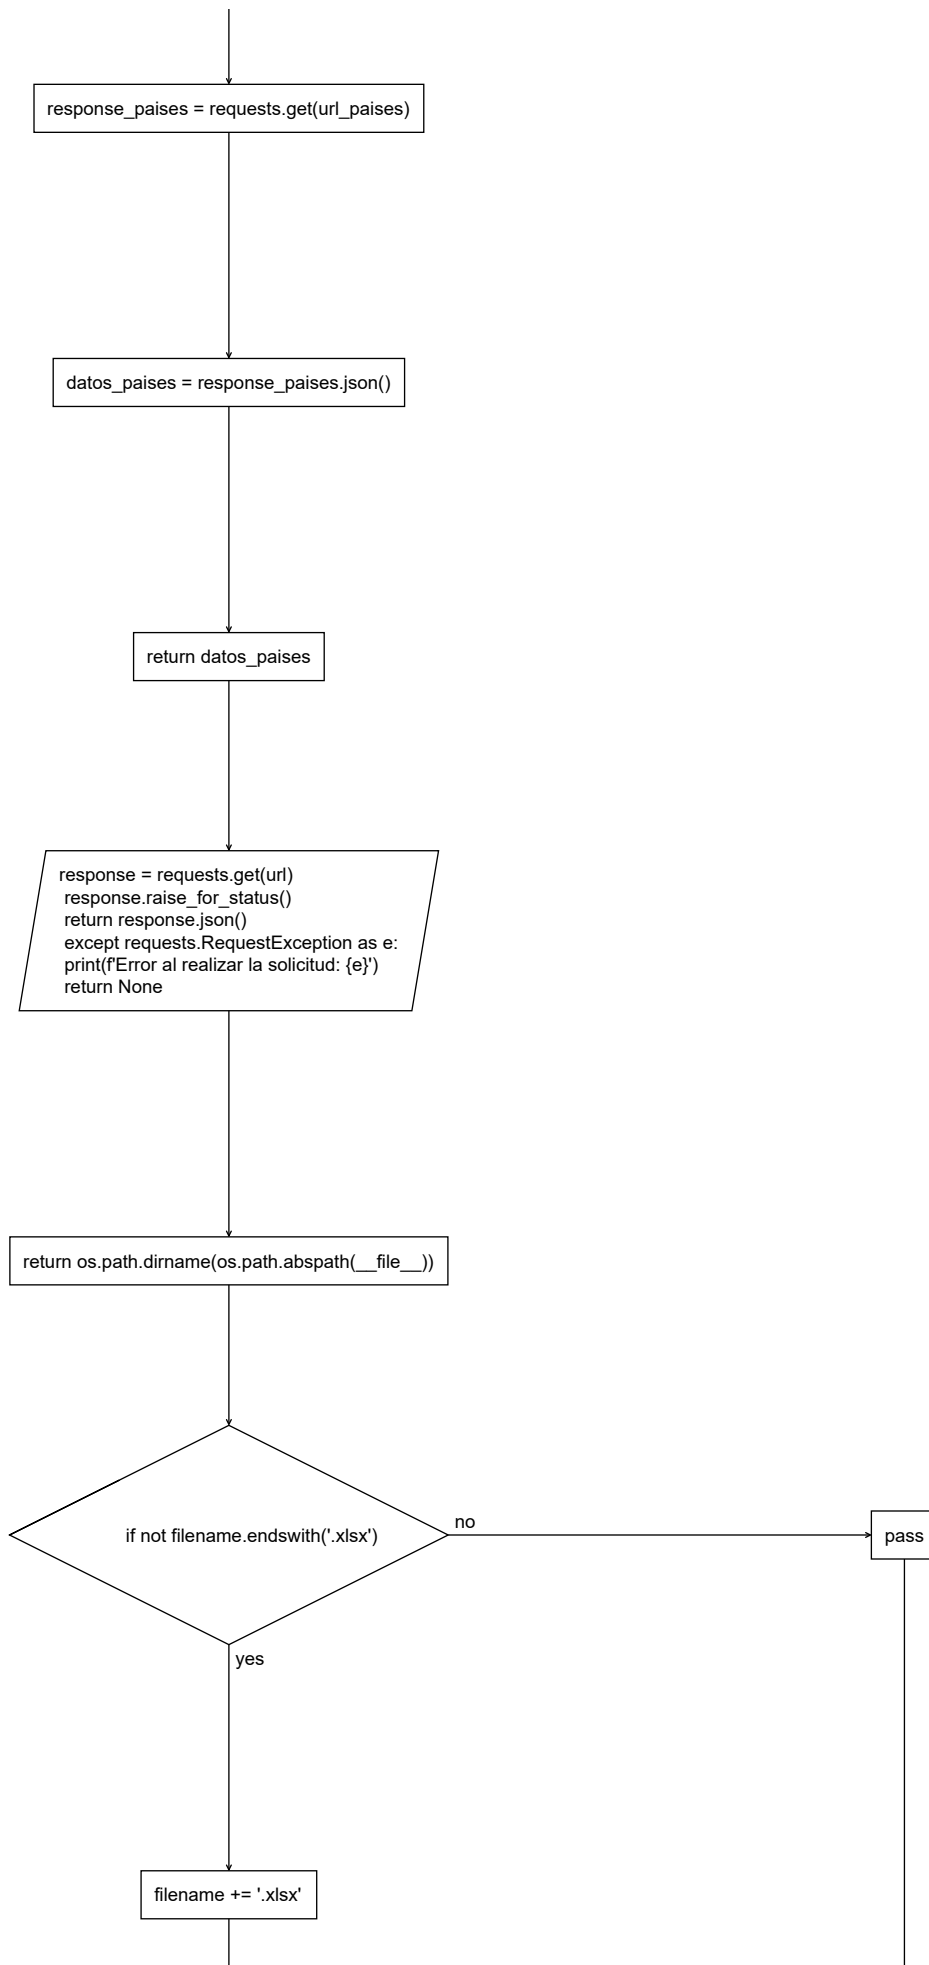 response_paises = requests.get(url_paises)
datos_paises = response_paises.json()
return datos_paises
response = requests.get(url)
response.raise_for_status()
return response.json()
except requests.RequestException as e:
print(f'Error al realizar la solicitud: {e}')
return None
return os.path.dirname(os.path.abspath(__file__))
if not filename.endswith('.xlsx')
no
pass
yes
filename += '.xlsx'